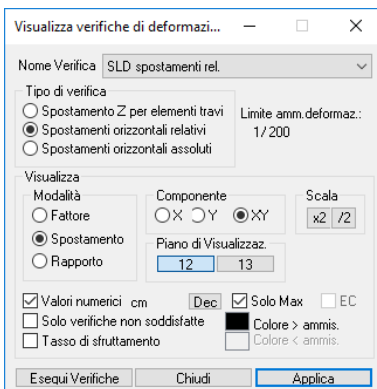 Visualizza verifiche di deformazi...
Nome Verifica SLD spostamenti rel.
Tipo di verifica
Spostamento Z per elementi travi
Spostamenti orizzontali relativi
Spostamenti orizzontali assoluti
Limite amm.deformaz.:
1/200
Visualizza
Modalità
Fattore
Spostamento
Rapporto
Componente
X Y XY
Scala
x2 /2
Piano di Visualizzaz.
12 13
Valori numerici cm Dec Solo Max EC
Solo verifiche non soddisfatte
Tasso di sfruttamento
Colore > ammis.
Colore < ammis.
Esegui Verifiche Chiudi Applica